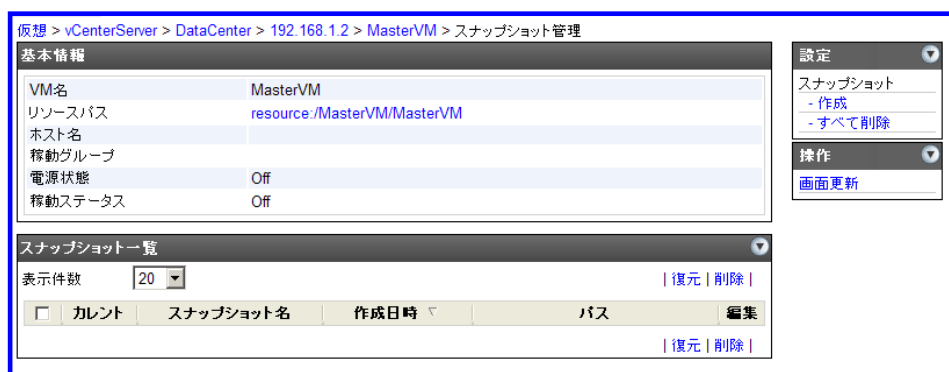 仮想 > vCenterServer > DataCenter > 192.168.1.2 > MasterVM > スナップショット管理
基本情報
VM名 MasterVM
リソースパス resource:/MasterVM/MasterVM
ホスト名
稼動グループ
電源状態 Off
稼動ステータス Off
スナップショット一覧
表示件数 20 | 復元 | 削除 |
カレント スナップショット名 作成日時 パス 編集
| 復元 | 削除 |
設定
スナップショット
- 作成
- すべて削除
操作
画面更新